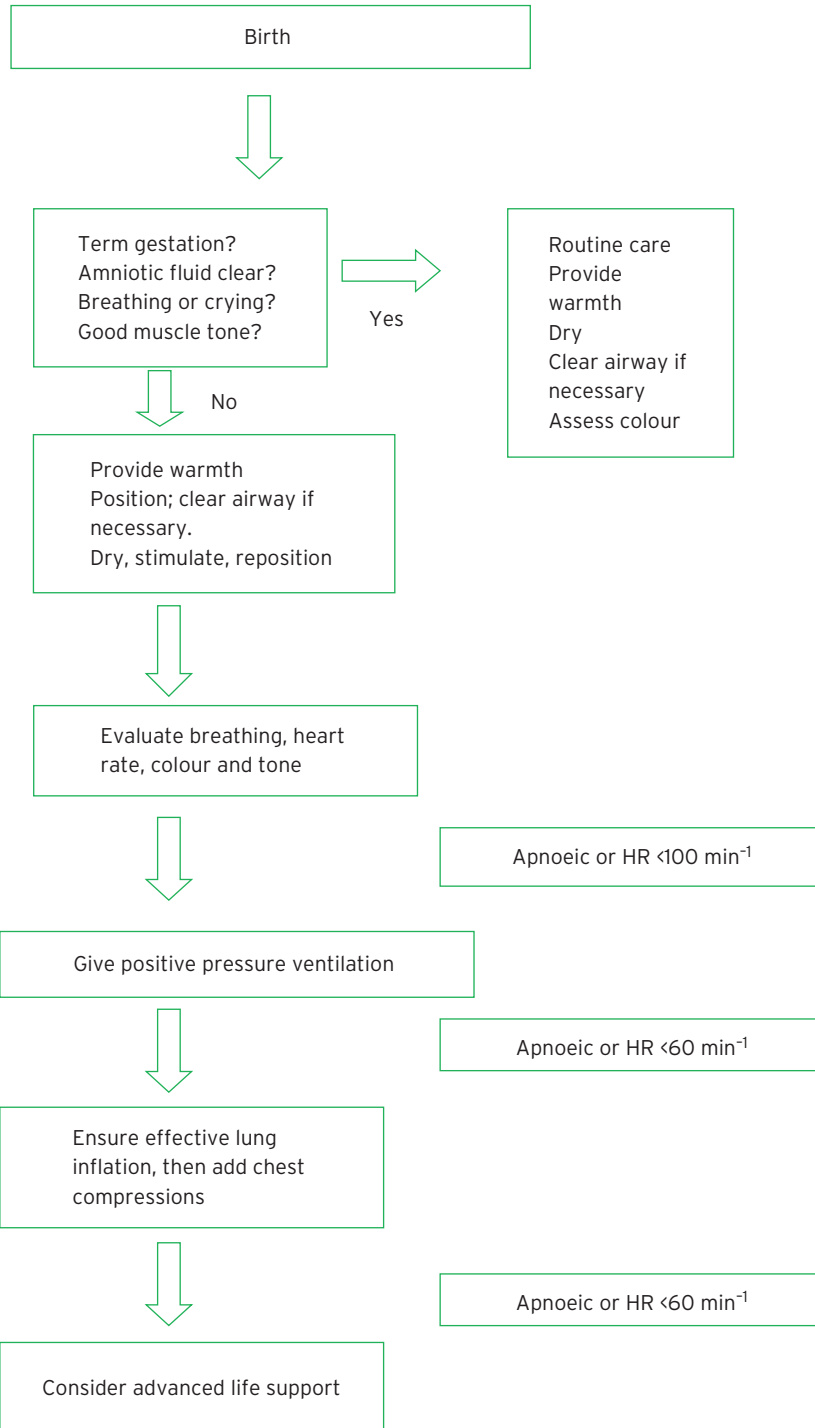 Birth
Term gestation?
Amniotic fluid clear?
Breathing or crying?
Good muscle tone?
Yes
Routine care
Provide
warmth
Dry
Clear airway if
necessary
Assess colour
No
Provide warmth
Position; clear airway if
necessary.
Dry, stimulate, reposition
Evaluate breathing, heart
rate, colour and tone
Apnoeic or HR <100 min⁻¹
Give positive pressure ventilation
Apnoeic or HR <60 min⁻¹
Ensure effective lung
inflation, then add chest
compressions
Apnoeic or HR <60 min⁻¹
Consider advanced life support